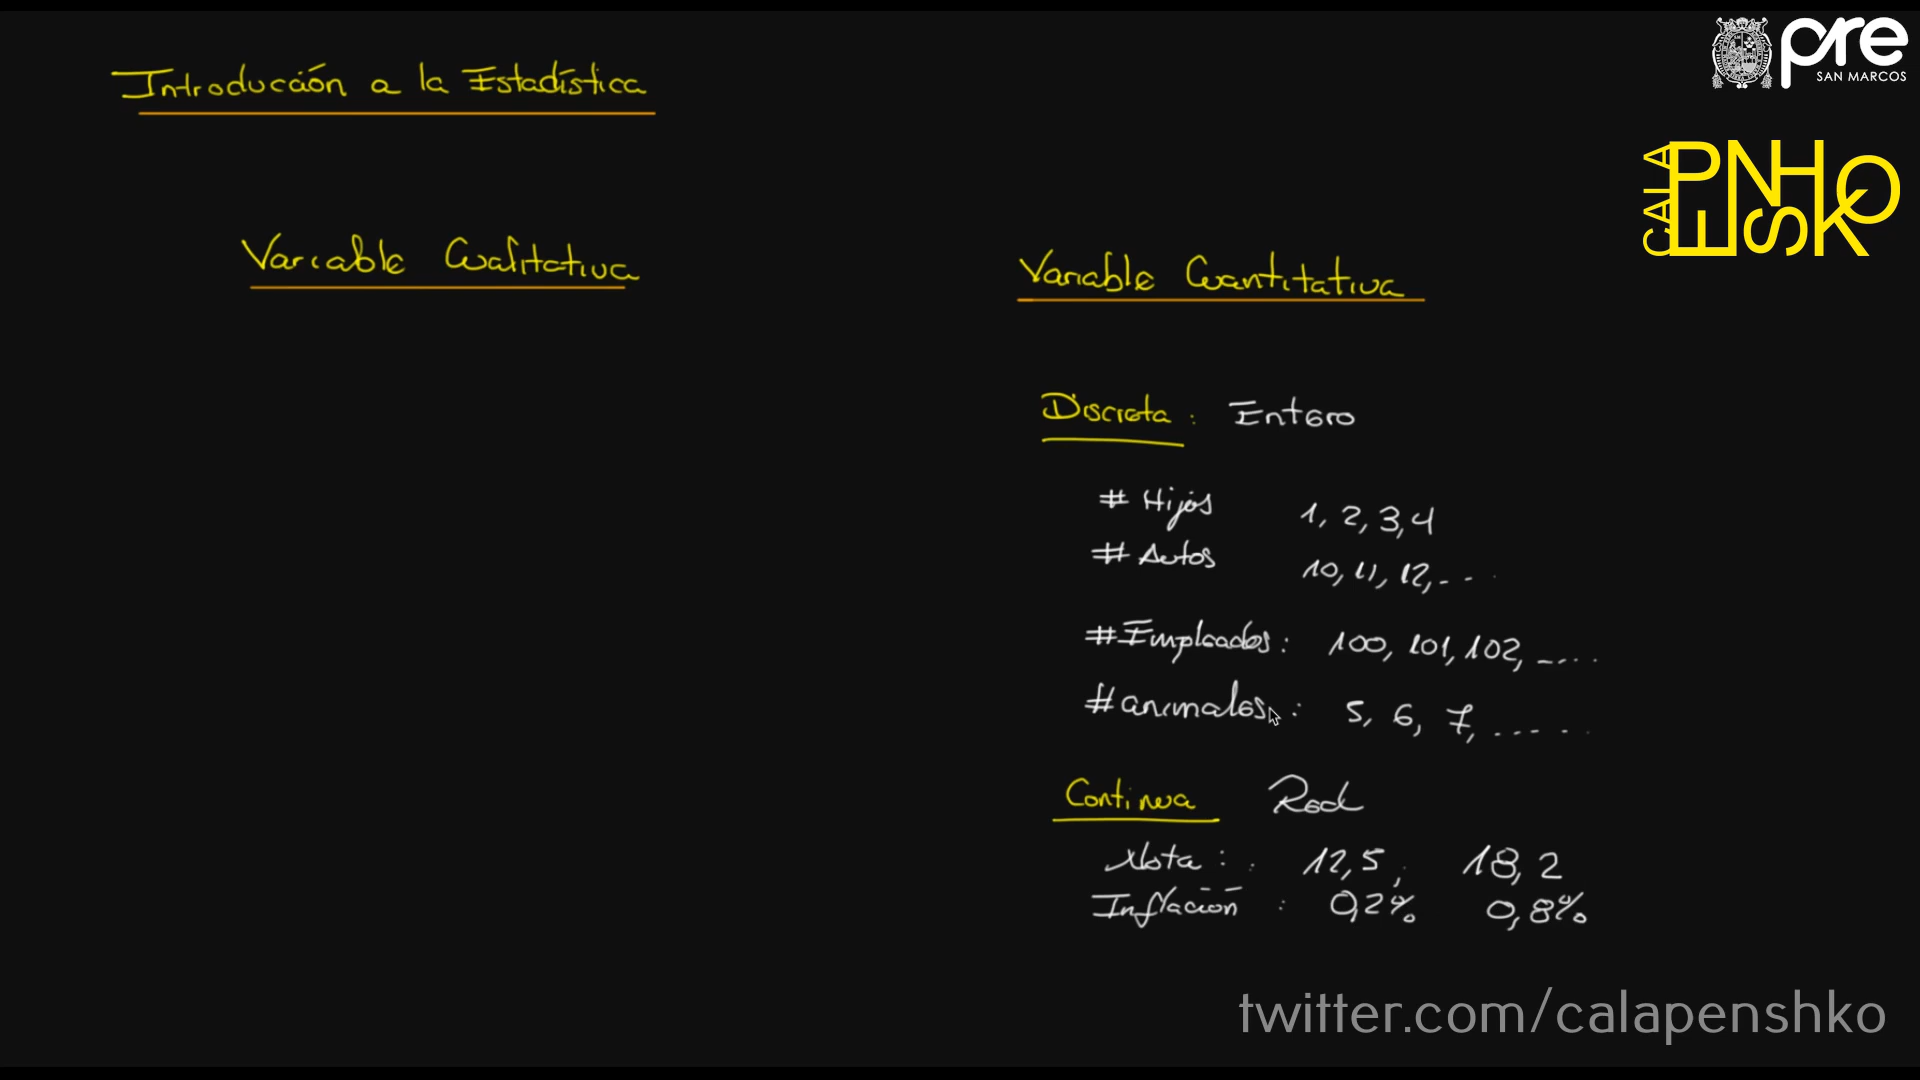 Introducción a la Estadística
pre
SAN MARCOS
CALA
PENSHKO
Variable Cualitativa
Variable Cuantitativa
Discreta : Entero
# Hijos 1, 2, 3, 4
# Autos 10, 11, 12, - - .
# Empleados : 100, 101, 102, ....
# animales : 5, 6, 7, ......
Continua Real
Nota : 12,5 ; 18,2
Inflación : 0,2% 0,8%
twitter.com/calapenshko